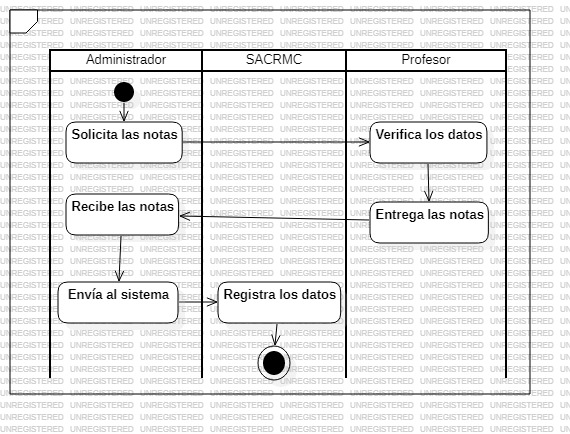 Administrador SACRMC Profesor
Solicita las notas Verifica los datos
Recibe las notas Entrega las notas
Envía al sistema Registra los datos
UNREGISTERED